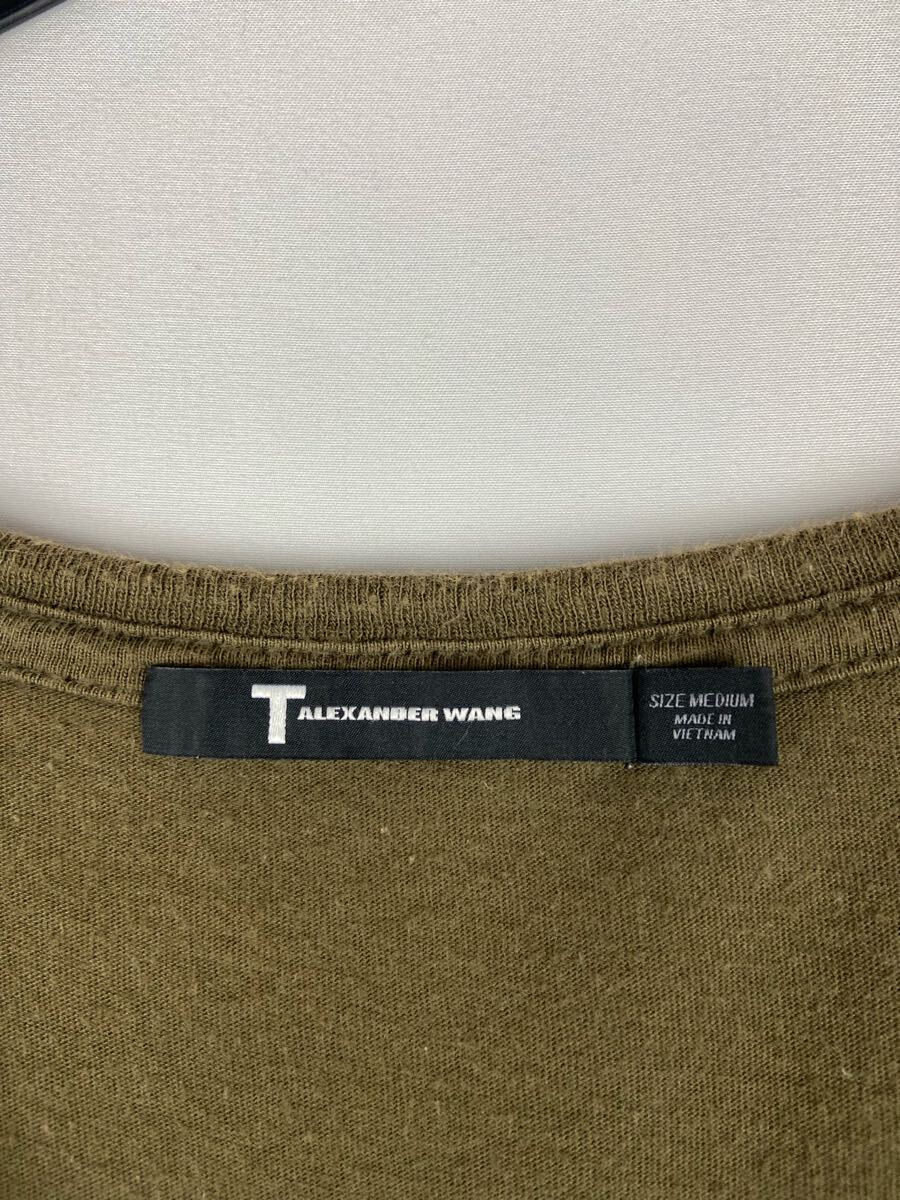 T ALEXANDER WANG
SIZE MEDIUM
MADE IN
VIETNAM